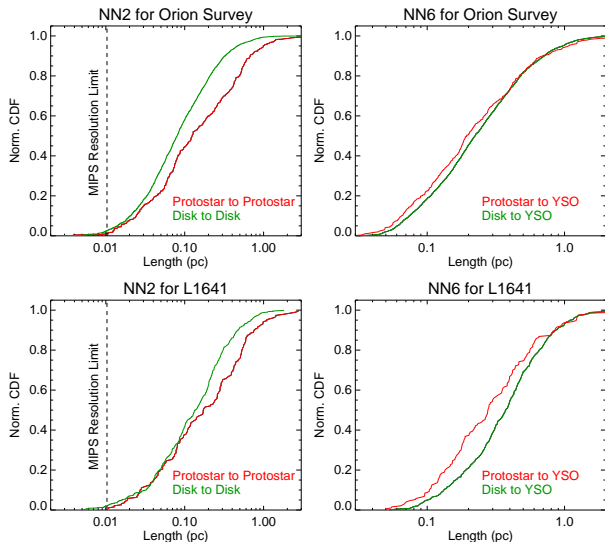 NN2 for Orion Survey
Norm. CDF
1.0
0.8
0.6
0.4
0.2
0.0
MIPS Resolution Limit
Protostar to Protostar
Disk to Disk
0.01 0.10 1.00
Length (pc)
NN6 for Orion Survey
Norm. CDF
1.0
0.8
0.6
0.4
0.2
0.0
Protostar to YSO
Disk to YSO
0.1 1.0
Length (pc)
NN2 for L1641
Norm. CDF
1.0
0.8
0.6
0.4
0.2
0.0
MIPS Resolution Limit
Protostar to Protostar
Disk to Disk
0.01 0.10 1.00
Length (pc)
NN6 for L1641
Norm. CDF
1.0
0.8
0.6
0.4
0.2
0.0
Protostar to YSO
Disk to YSO
0.1 1.0
Length (pc)